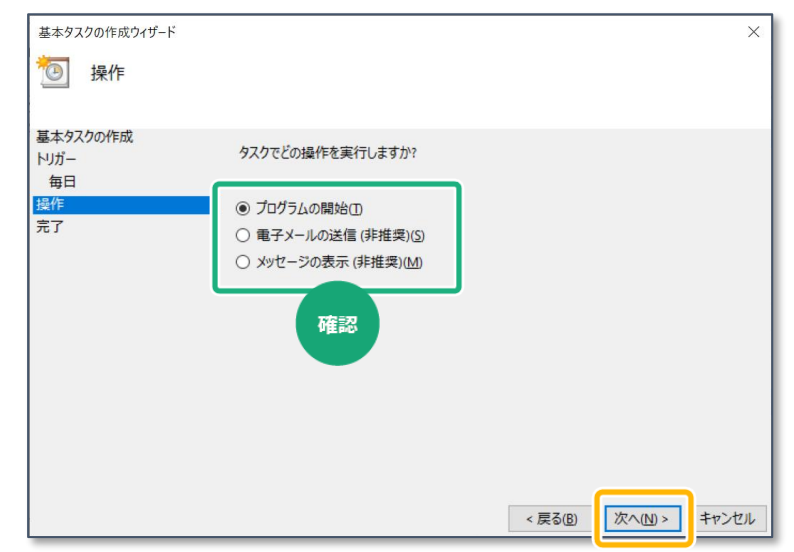 基本タスクの作成ウィザード
操作
基本タスクの作成
トリガー
毎日
操作
完了
タスクでどの操作を実行しますか?
プログラムの開始(T)
電子メールの送信 (非推奨)(S)
メッセージの表示 (非推奨)(M)
確認
< 戻る(B)
次へ(N) >
キャンセル